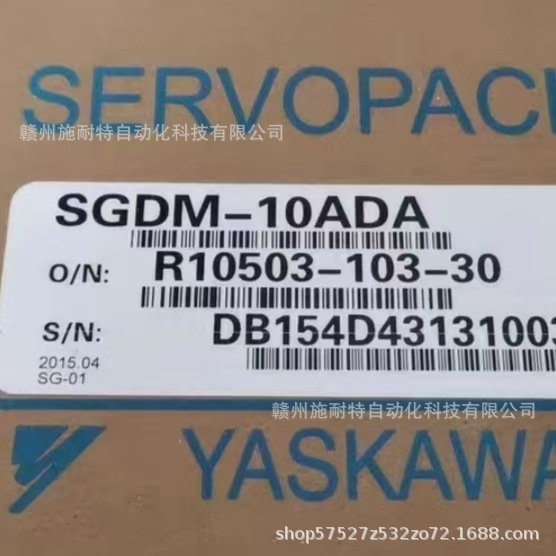 SERVOPAC
赣州施耐特自动化科技有限公司
SGDM-10ADA
O/N: R10503-103-30
S/N: DB154D43131003
2015.04
SG-01
赣州施耐特自动化科技有限公司
YASKAWA
shop57527z532zo72.1688.com